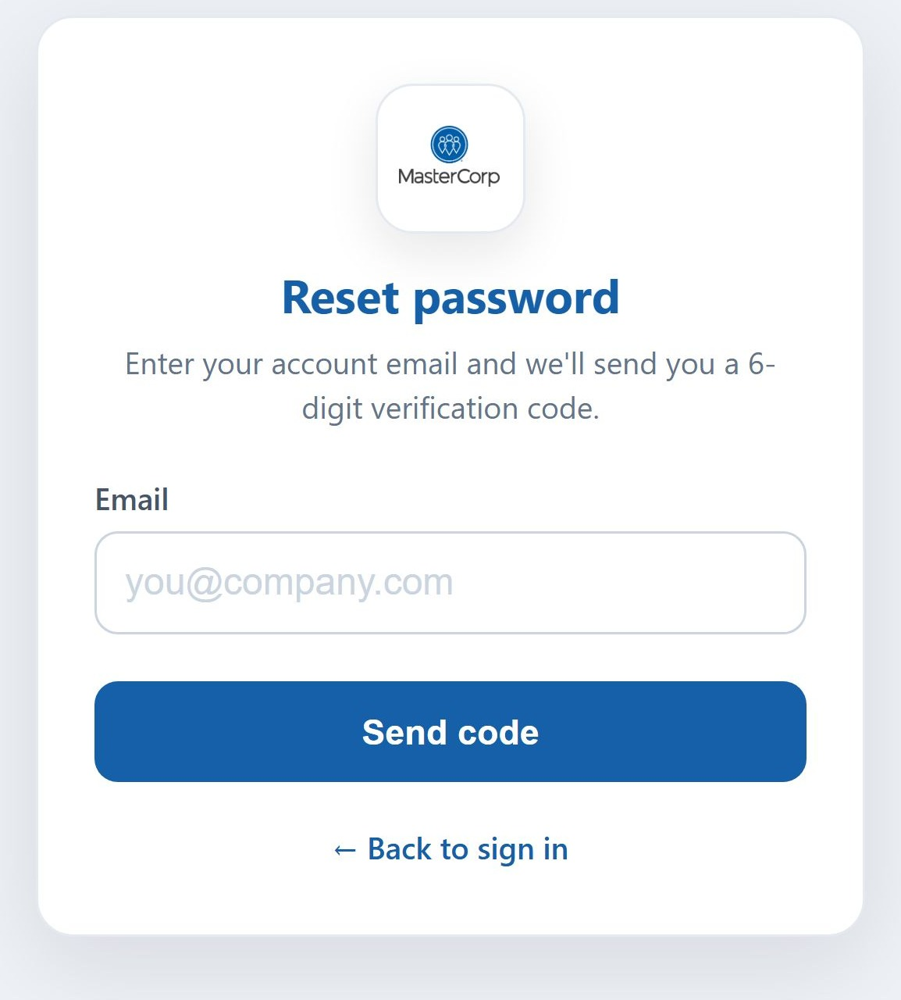 MasterCorp
Reset password
Enter your account email and we'll send you a 6-
digit verification code.
Email
you@company.com
Send code
← Back to sign in